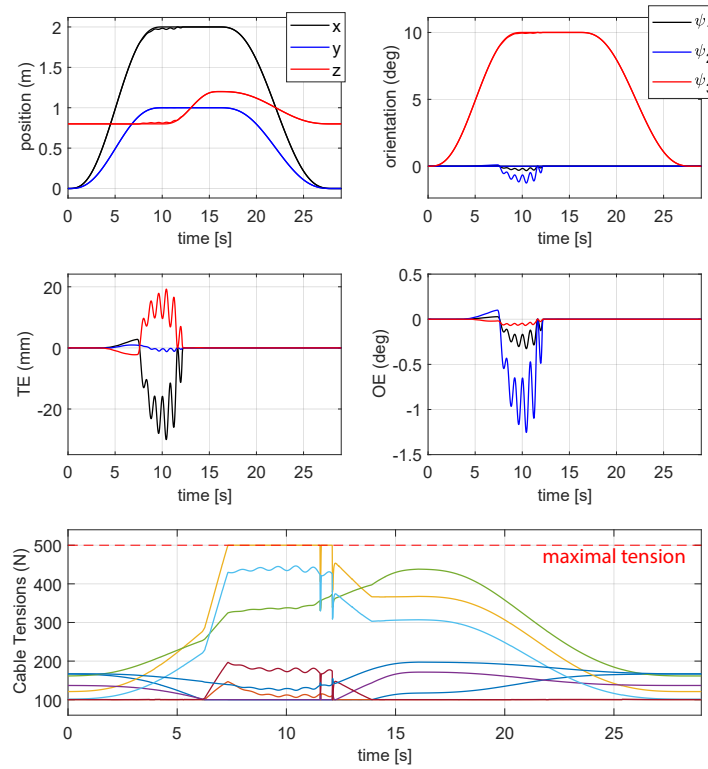 2
1.5
1
0.5
0
position (m)
x
y
z
0 5 10 15 20 25
time [s]
10
5
0
orientation (deg)
ψ
ψ
ψ
0 5 10 15 20 25
time [s]
20
0
-20
TE (mm)
0 5 10 15 20 25
time [s]
0.5
0
-0.5
-1
-1.5
OE (deg)
0 5 10 15 20 25
time [s]
500
400
300
200
100
Cable Tensions (N)
maximal tension
0 5 10 15 20 25
time [s]